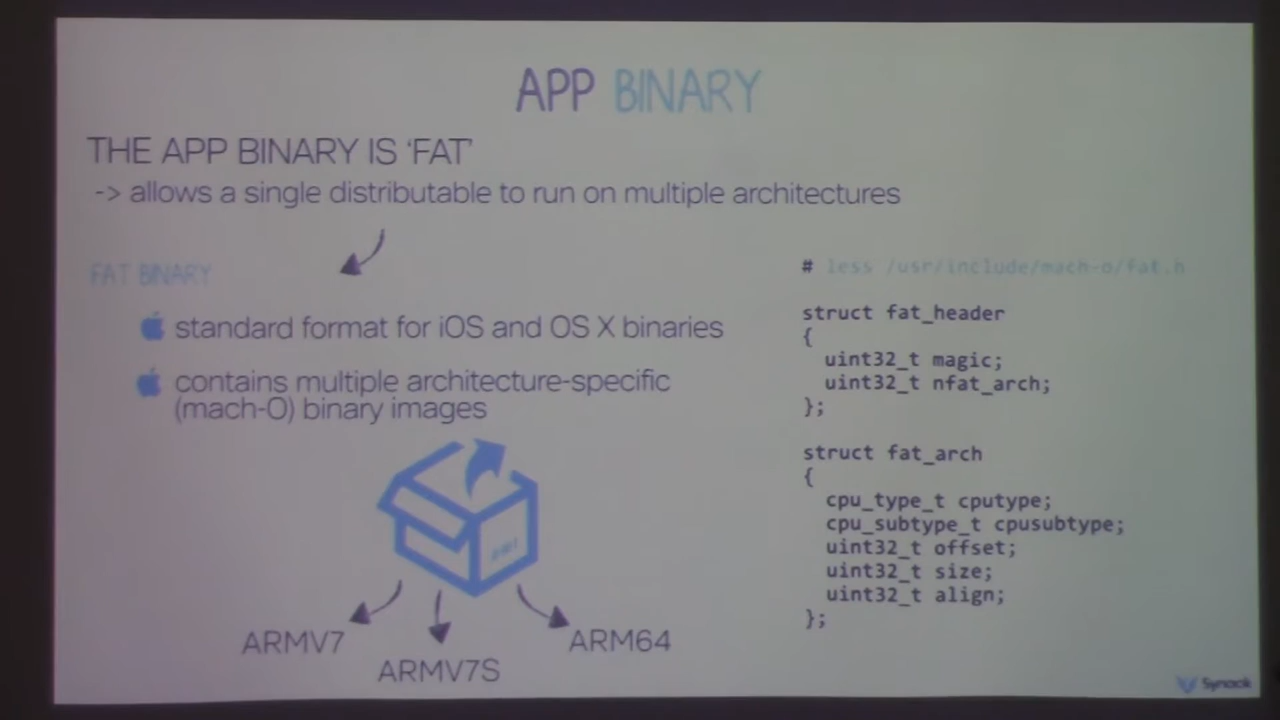 APP BINARY
THE APP BINARY IS ‘FAT’
-> allows a single distributable to run on multiple architectures
FAT BINARY
standard format for iOS and OS X binaries
contains multiple architecture-specific
(mach-O) binary images
ARMV7
ARMV7S
ARM64
# less /usr/include/mach-o/fat.h
struct fat_header
{
uint32_t magic;
uint32_t nfat_arch;
};
struct fat_arch
{
cpu_type_t cputype;
cpu_subtype_t cpusubtype;
uint32_t offset;
uint32_t size;
uint32_t align;
};
Synack